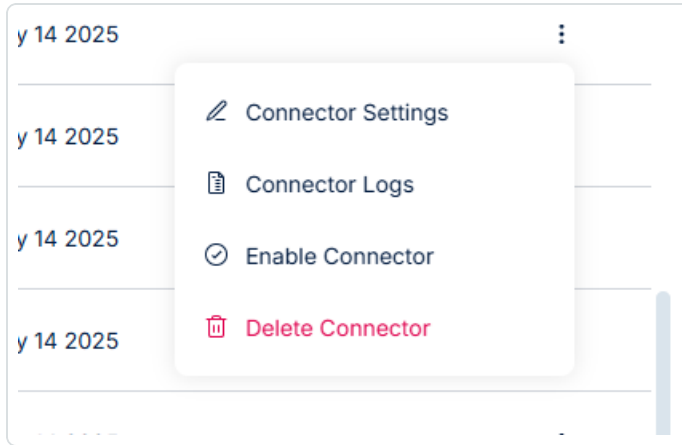 y 14 2025
Connector Settings
y 14 2025
Connector Logs
y 14 2025
Enable Connector
Delete Connector
y 14 2025